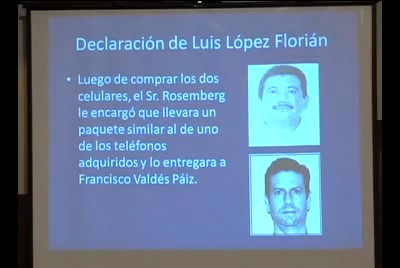 Declaración de Luis López Florián
• Luego de comprar los dos
celulares, el Sr. Rosemberg
le encargó que llevara un
paquete similar al de uno
de los teléfonos
adquiridos y lo entregara a
Francisco Valdés Páiz.